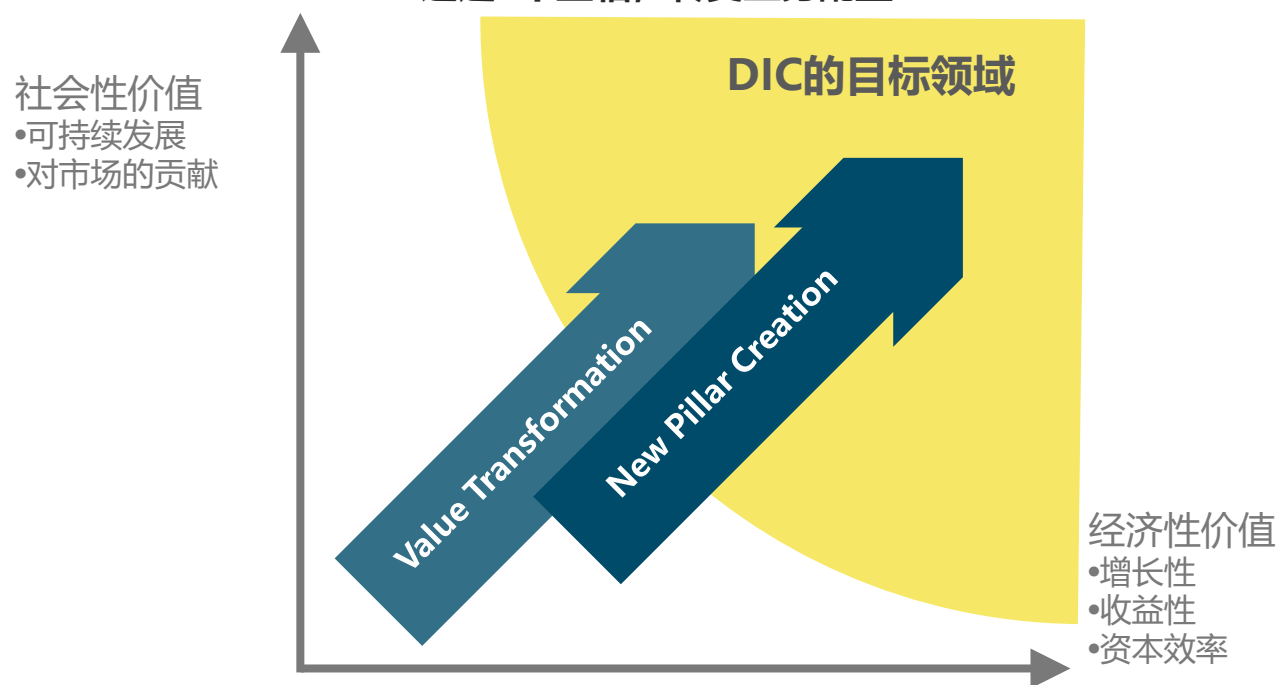 DIC的目标领域
社会性价值
•可持续发展
•对市场的贡献
Value Transformation
New Pillar Creation
经济性价值
•增长性
•收益性
•资本效率